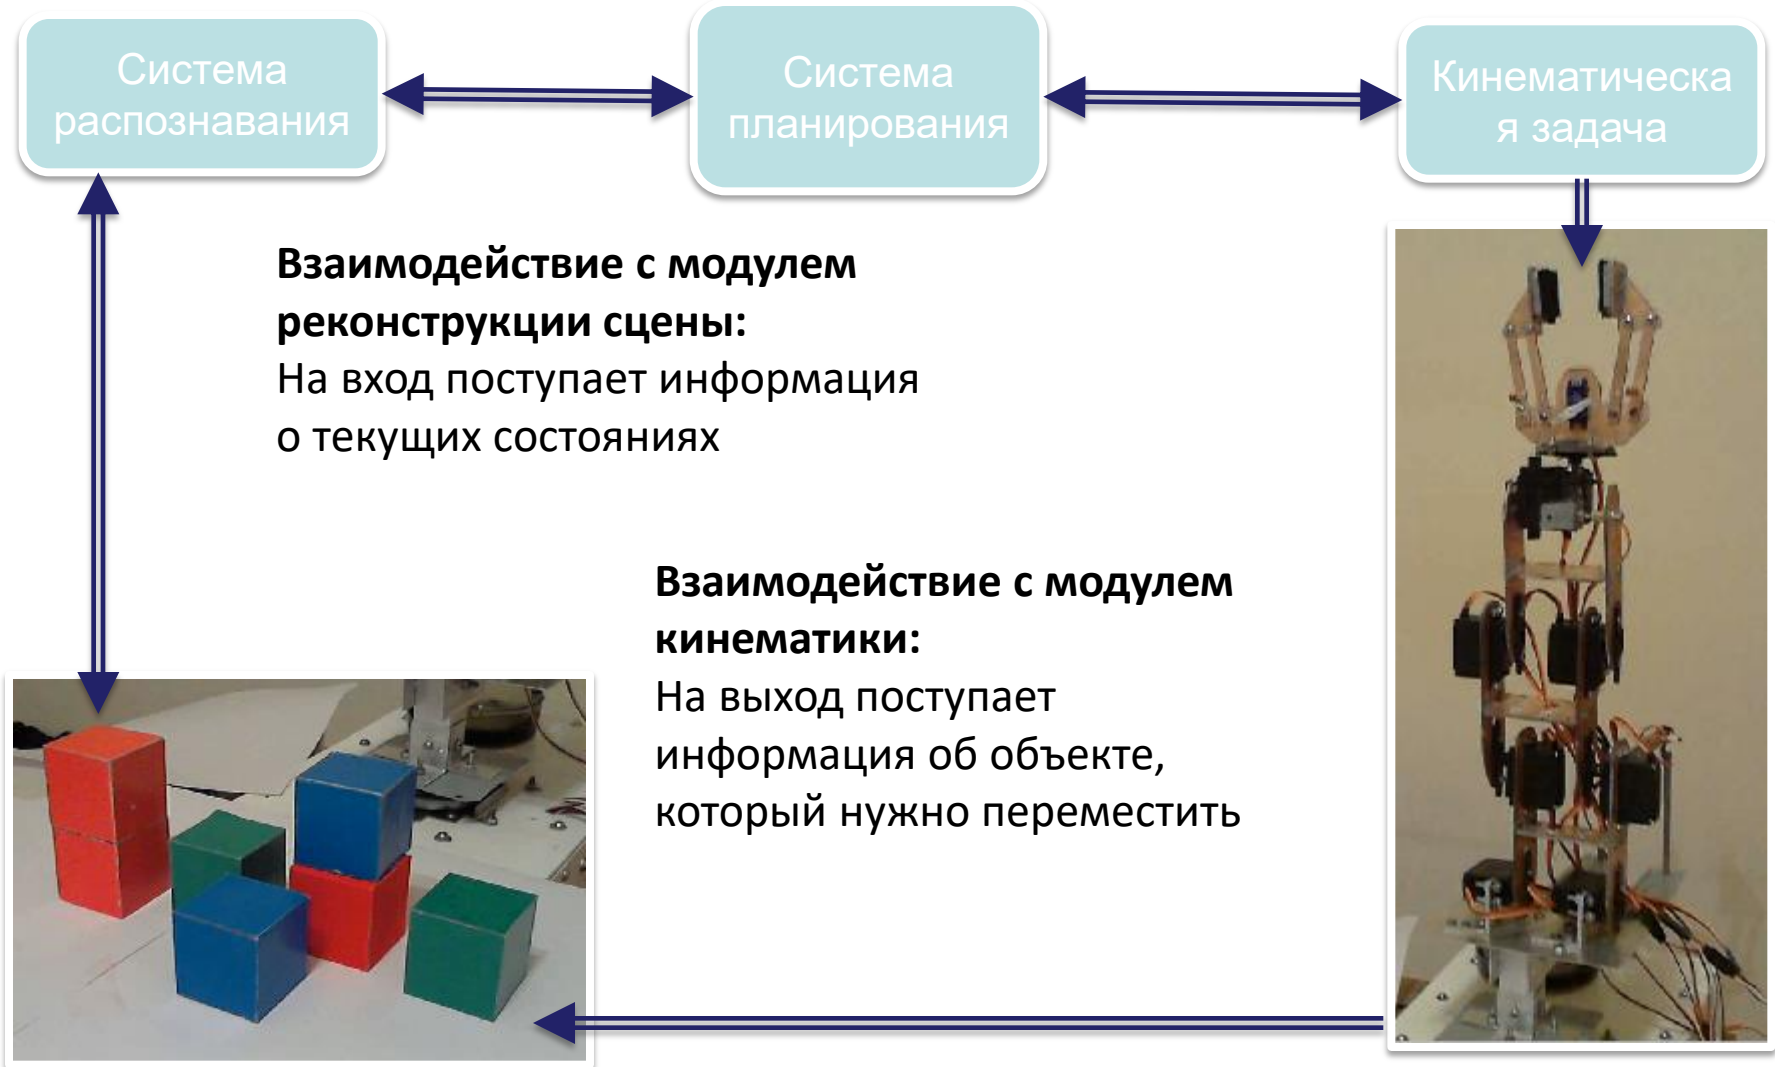 Система
распознавания
Система
планирования
Кинематическа
я задача
Взаимодействие с модулем
реконструкции сцены:
На вход поступает информация
о текущих состояниях
Взаимодействие с модулем
кинематики:
На выход поступает
информация об объекте,
который нужно переместить